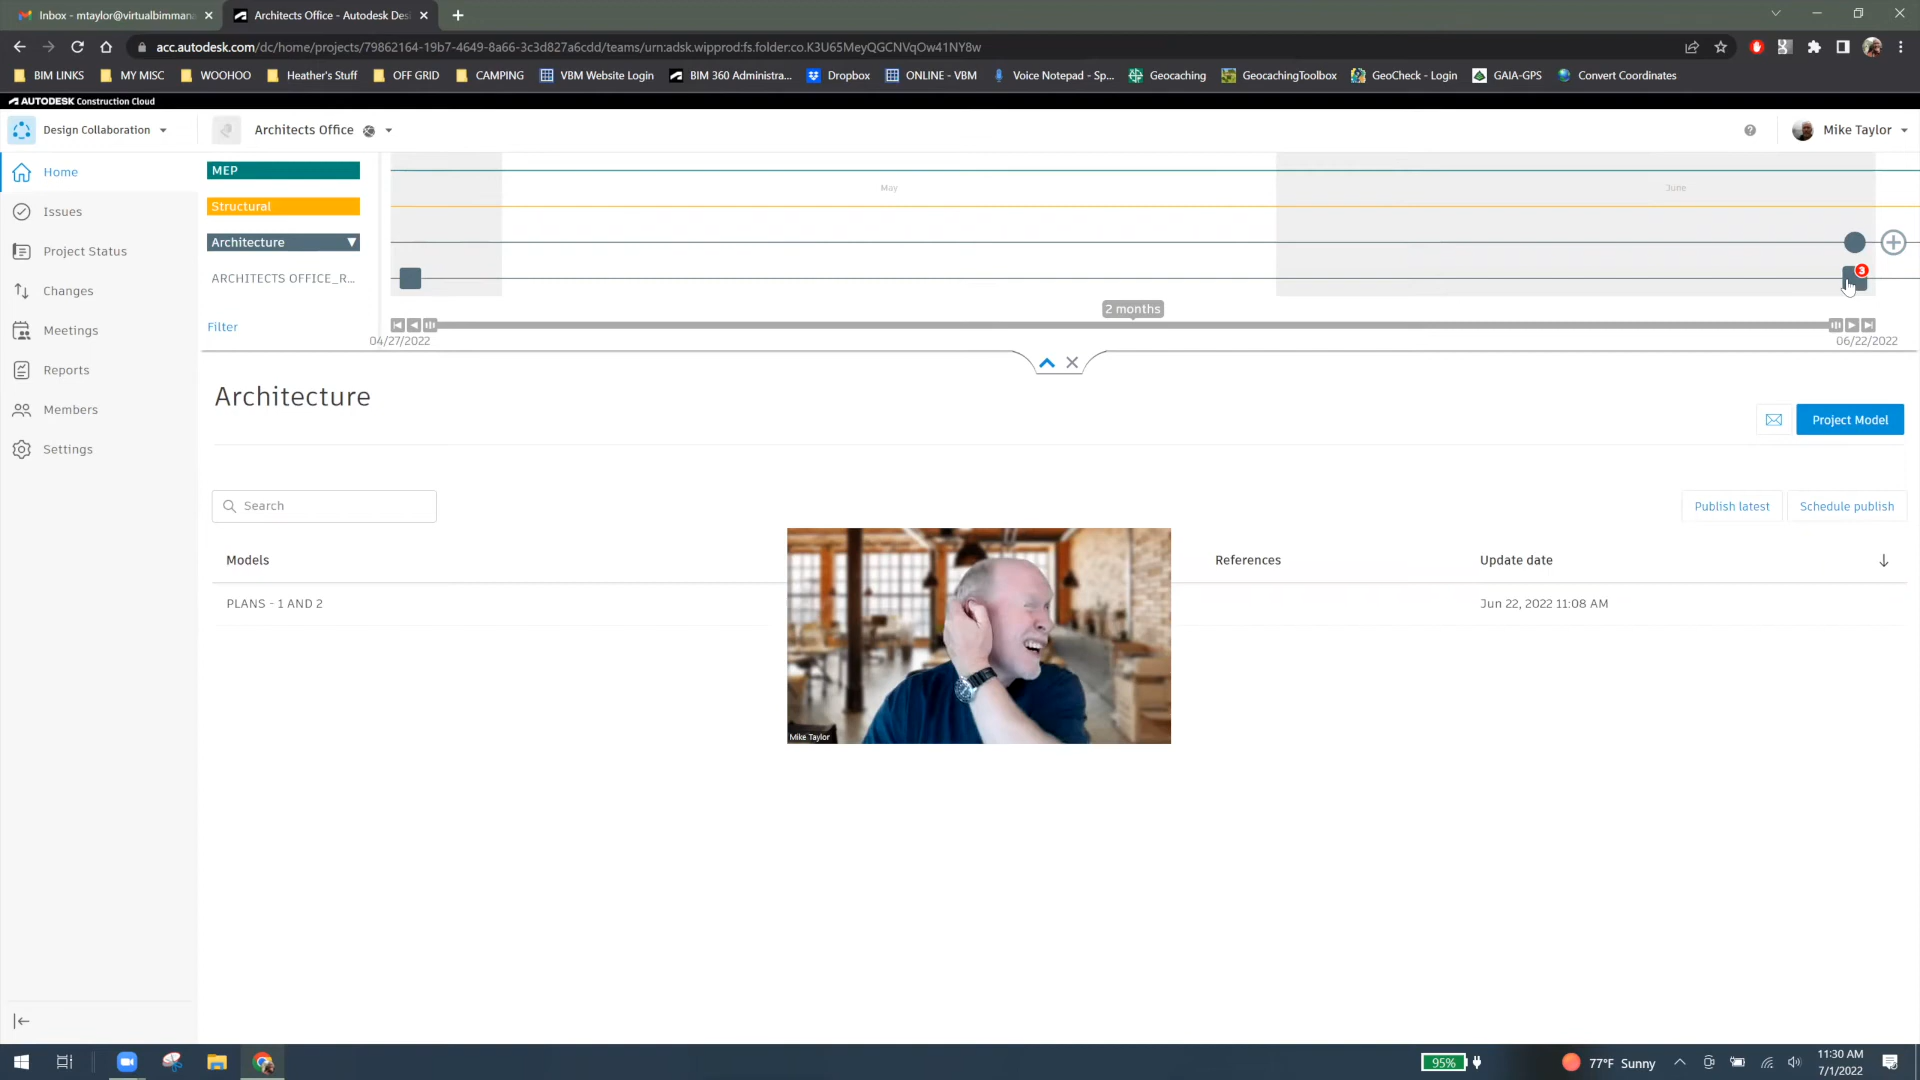 Inbox - mtaylor@virtualbimmana
Architects Office - Autodesk Des
acc.autodesk.com/dc/home/projects/79862164-19b7-4649-8a66-3c3d827a6cdd/teams/urn:adsk.wipprod:fs.folder:co.K3U65MeyQGCNVqOw41NY8w
BIM LINKS
MY MISC
WOOHOO
Heather's Stuff
OFF GRID
CAMPING
VBM Website Login
BIM 360 Administra...
Dropbox
ONLINE - VBM
Voice Notepad - Sp...
Geocaching
GeocachingToolbox
GeoCheck - Login
GAIA-GPS
Convert Coordinates
AUTODESK Construction Cloud
Design Collaboration
Architects Office
Mike Taylor
Home
Issues
Project Status
Changes
Meetings
Reports
Members
Settings
MEP
May
June
Structural
Architecture
ARCHITECTS OFFICE_R...
3
2 months
Filter
04/27/2022
06/22/2022
Architecture
Project Model
Search
Publish latest
Schedule publish
Models
References
Update date
PLANS - 1 AND 2
Jun 22, 2022 11:08 AM
Mike Taylor
95%
77°F Sunny
11:30 AM
7/1/2022